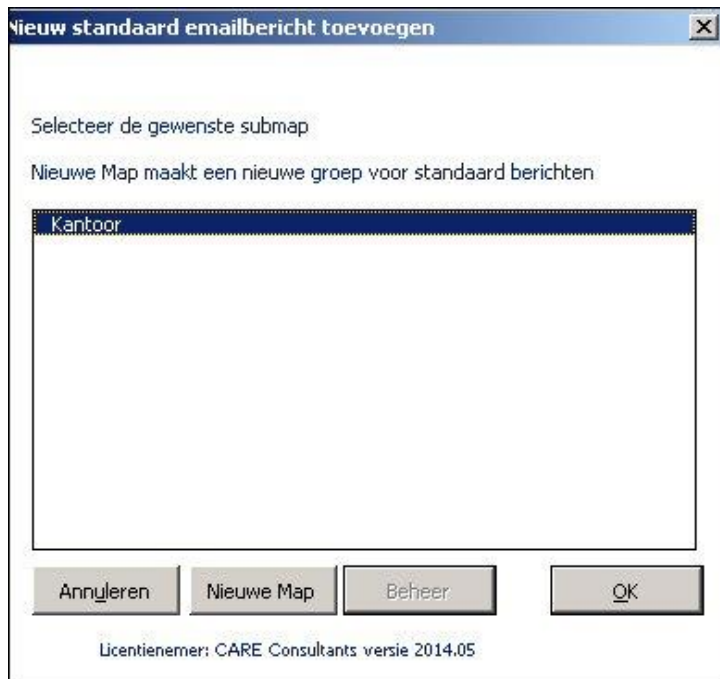 Nieuw standaard emailbericht toevoegen
Selecteer de gewenste submap
Nieuwe Map maakt een nieuwe groep voor standaard berichten
Kantoor
Annuleren Nieuwe Map Beheer OK
Licentienemer: CARE Consultants versie 2014.05